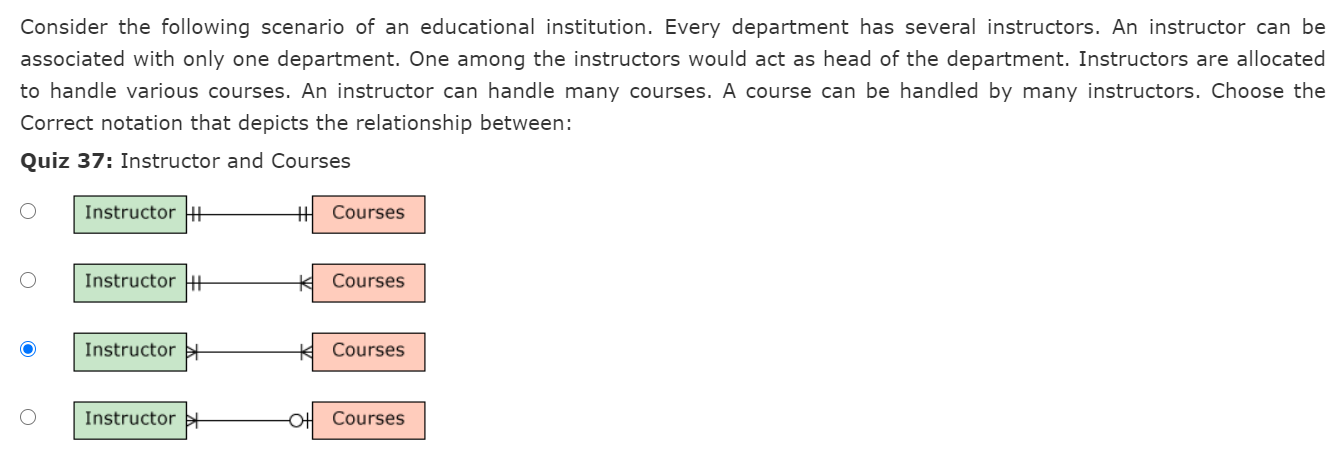 Consider the following scenario of an educational institution. Every department has several instructors. An instructor can be
associated with only one department. One among the instructors would act as head of the department. Instructors are allocated
to handle various courses. An instructor can handle many courses. A course can be handled by many instructors. Choose the
Correct notation that depicts the relationship between:
Quiz 37: Instructor and Courses
Instructor Courses
Instructor Courses
Instructor Courses
Instructor Courses